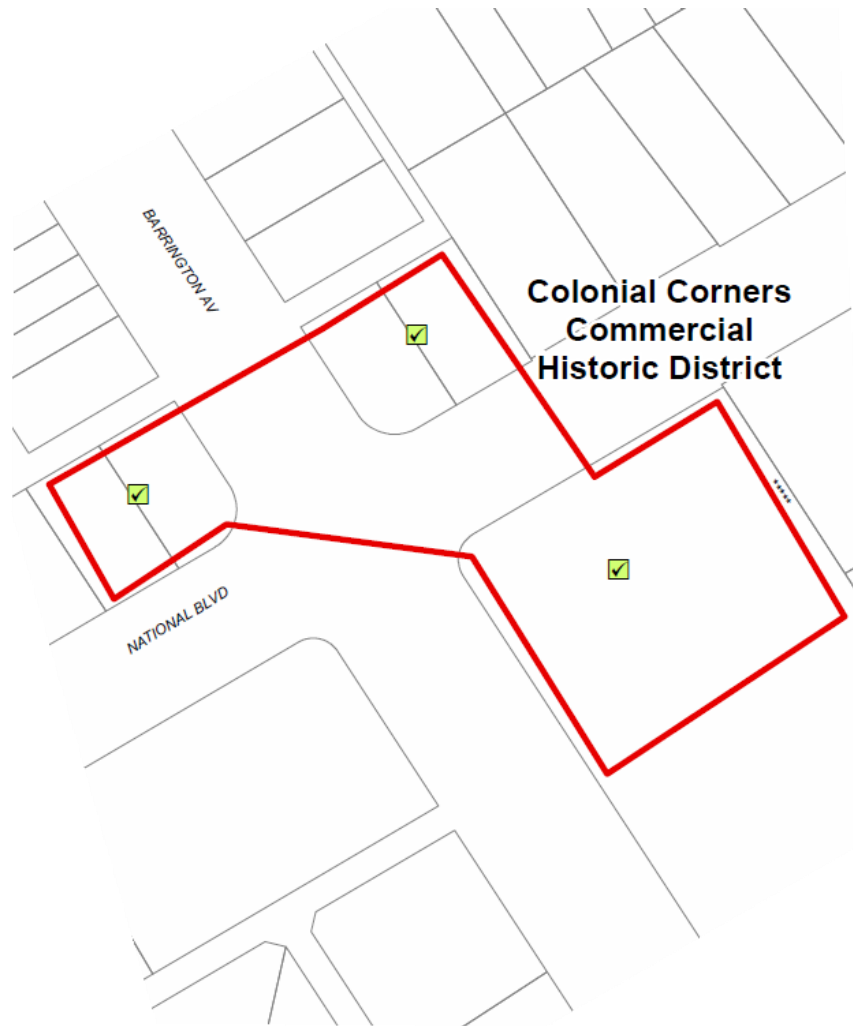 BARRINGTON AV
Colonial Corners
Commercial
Historic District
NATIONAL BLVD